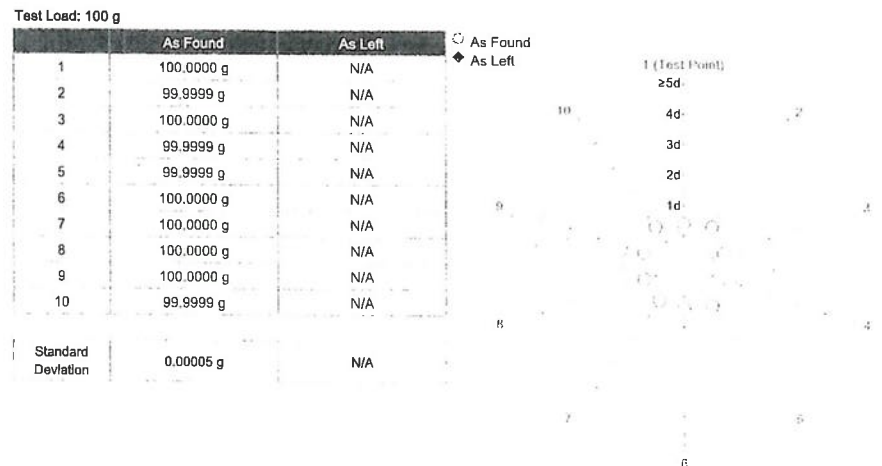 Test Load: 100 g
As Found As Left
1 100.0000 g N/A
2 99.9999 g N/A
3 100.0000 g N/A
4 99.9999 g N/A
5 99.9999 g N/A
6 100.0000 g N/A
7 100.0000 g N/A
8 100.0000 g N/A
9 100.0000 g N/A
10 99.9999 g N/A
Standard Deviation 0.00005 g N/A
As Found
As Left
1 (Test Point)
≥5d
10 4d 2
3d
2d
9 1d 3
8 4
7 5
6